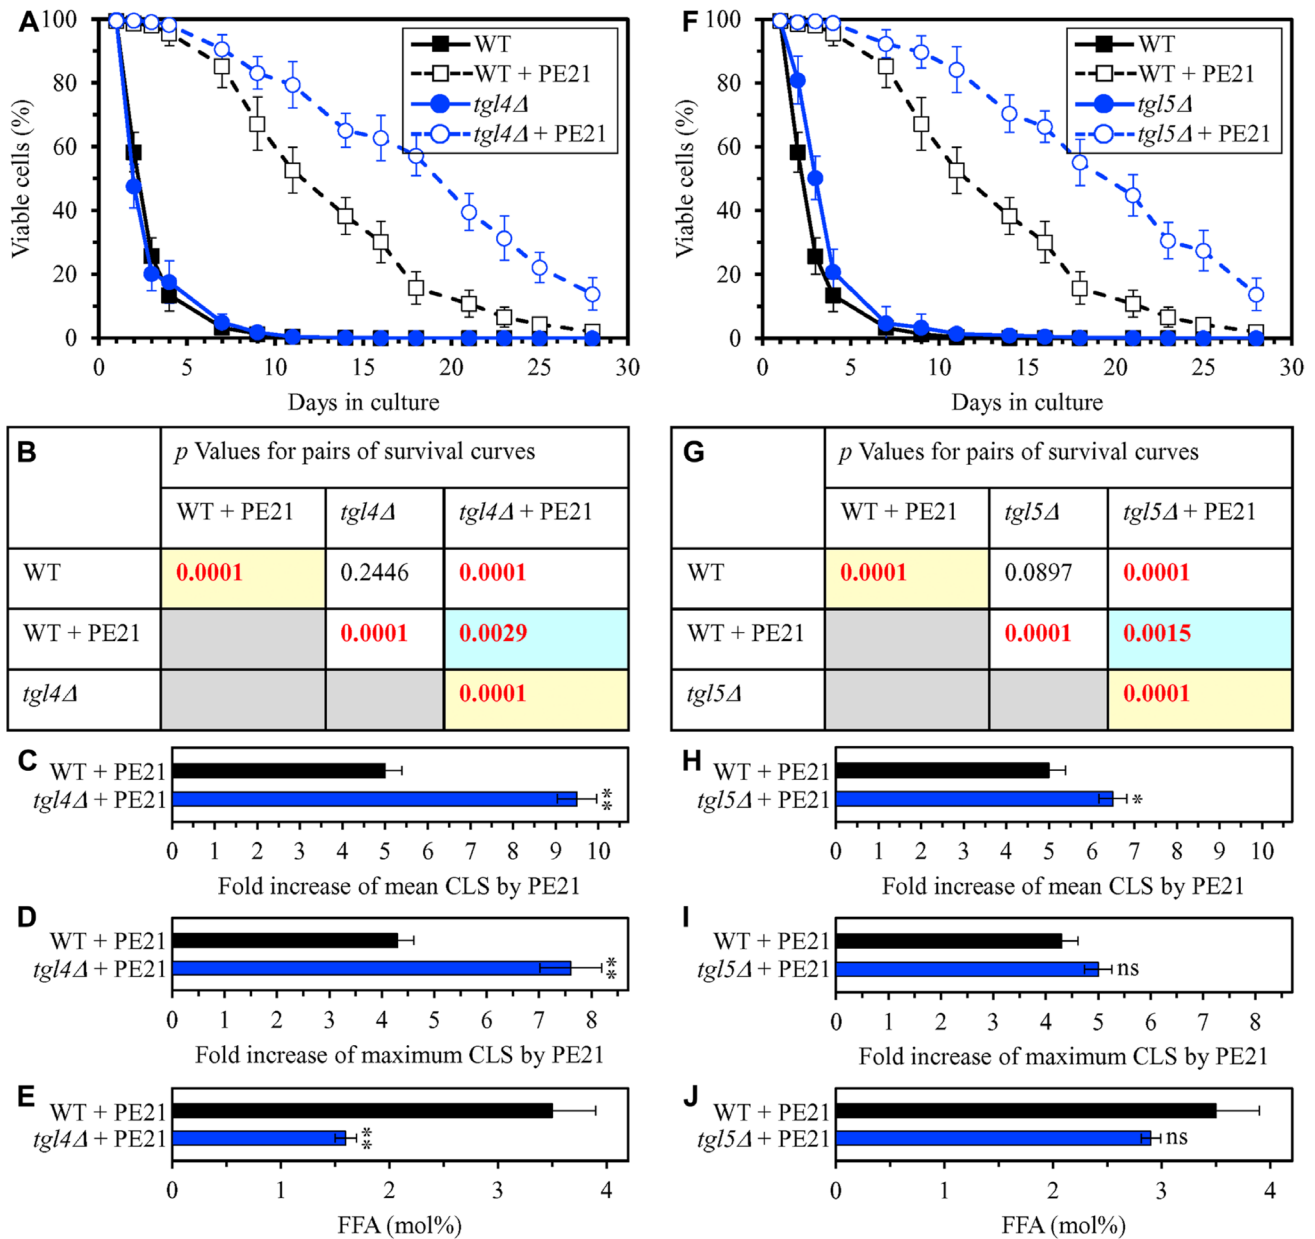 A
100
80
60
40
20
0
Viable cells (%)
WT
WT + PE21
tgl4Δ
tgl4Δ + PE21
0 5 10 15 20 25 30
Days in culture
B
p Values for pairs of survival curves
WT + PE21 tgl4Δ tgl4Δ + PE21
WT 0.0001 0.2446 0.0001
WT + PE21 0.0001 0.0029
tgl4Δ 0.0001
C
WT + PE21
tgl4Δ + PE21 **
0 1 2 3 4 5 6 7 8 9 10
Fold increase of mean CLS by PE21
D
WT + PE21
tgl4Δ + PE21 **
0 1 2 3 4 5 6 7 8
Fold increase of maximum CLS by PE21
E
WT + PE21
tgl4Δ + PE21 **
0 1 2 3 4
FFA (mol%)
F
100
80
60
40
20
0
Viable cells (%)
WT
WT + PE21
tgl5Δ
tgl5Δ + PE21
0 5 10 15 20 25 30
Days in culture
G
p Values for pairs of survival curves
WT + PE21 tgl5Δ tgl5Δ + PE21
WT 0.0001 0.0897 0.0001
WT + PE21 0.0001 0.0015
tgl5Δ 0.0001
H
WT + PE21
tgl5Δ + PE21 *
0 1 2 3 4 5 6 7 8 9 10
Fold increase of mean CLS by PE21
I
WT + PE21
tgl5Δ + PE21 ns
0 1 2 3 4 5 6 7 8
Fold increase of maximum CLS by PE21
J
WT + PE21
tgl5Δ + PE21 ns
0 1 2 3 4
FFA (mol%)